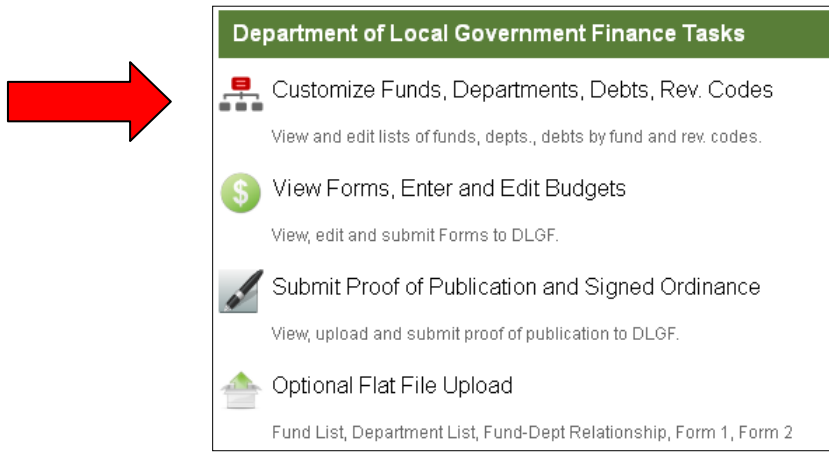 Department of Local Government Finance Tasks
Customize Funds, Departments, Debts, Rev. Codes
View and edit lists of funds, depts., debts by fund and rev. codes.
$
View Forms, Enter and Edit Budgets
View, edit and submit Forms to DLGF.
Submit Proof of Publication and Signed Ordinance
View, upload and submit proof of publication to DLGF.
Optional Flat File Upload
Fund List, Department List, Fund-Dept Relationship, Form 1, Form 2